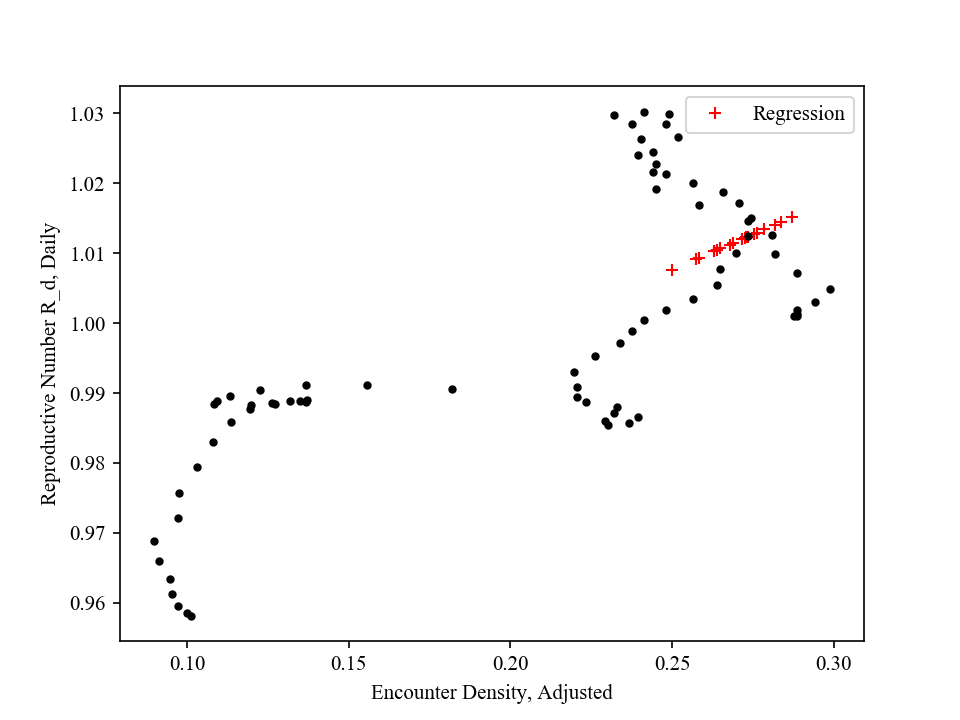 Regression
1.03
1.02
1.01
1.00
0.99
0.98
0.97
0.96
Reproductive Number R_d, Daily
0.10 0.15 0.20 0.25 0.30
Encounter Density, Adjusted